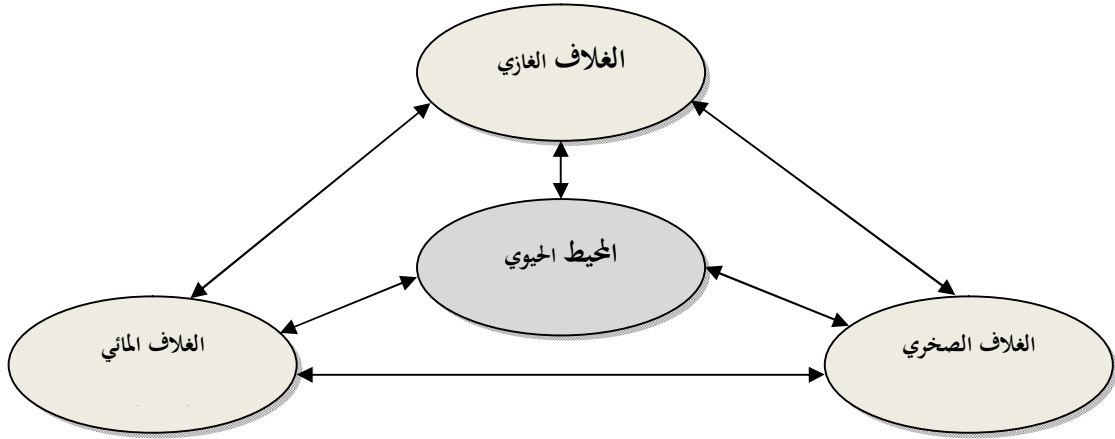 الغلاف الغازي
المحيط الحيوي
الغلاف الصخري
الغلاف المائي